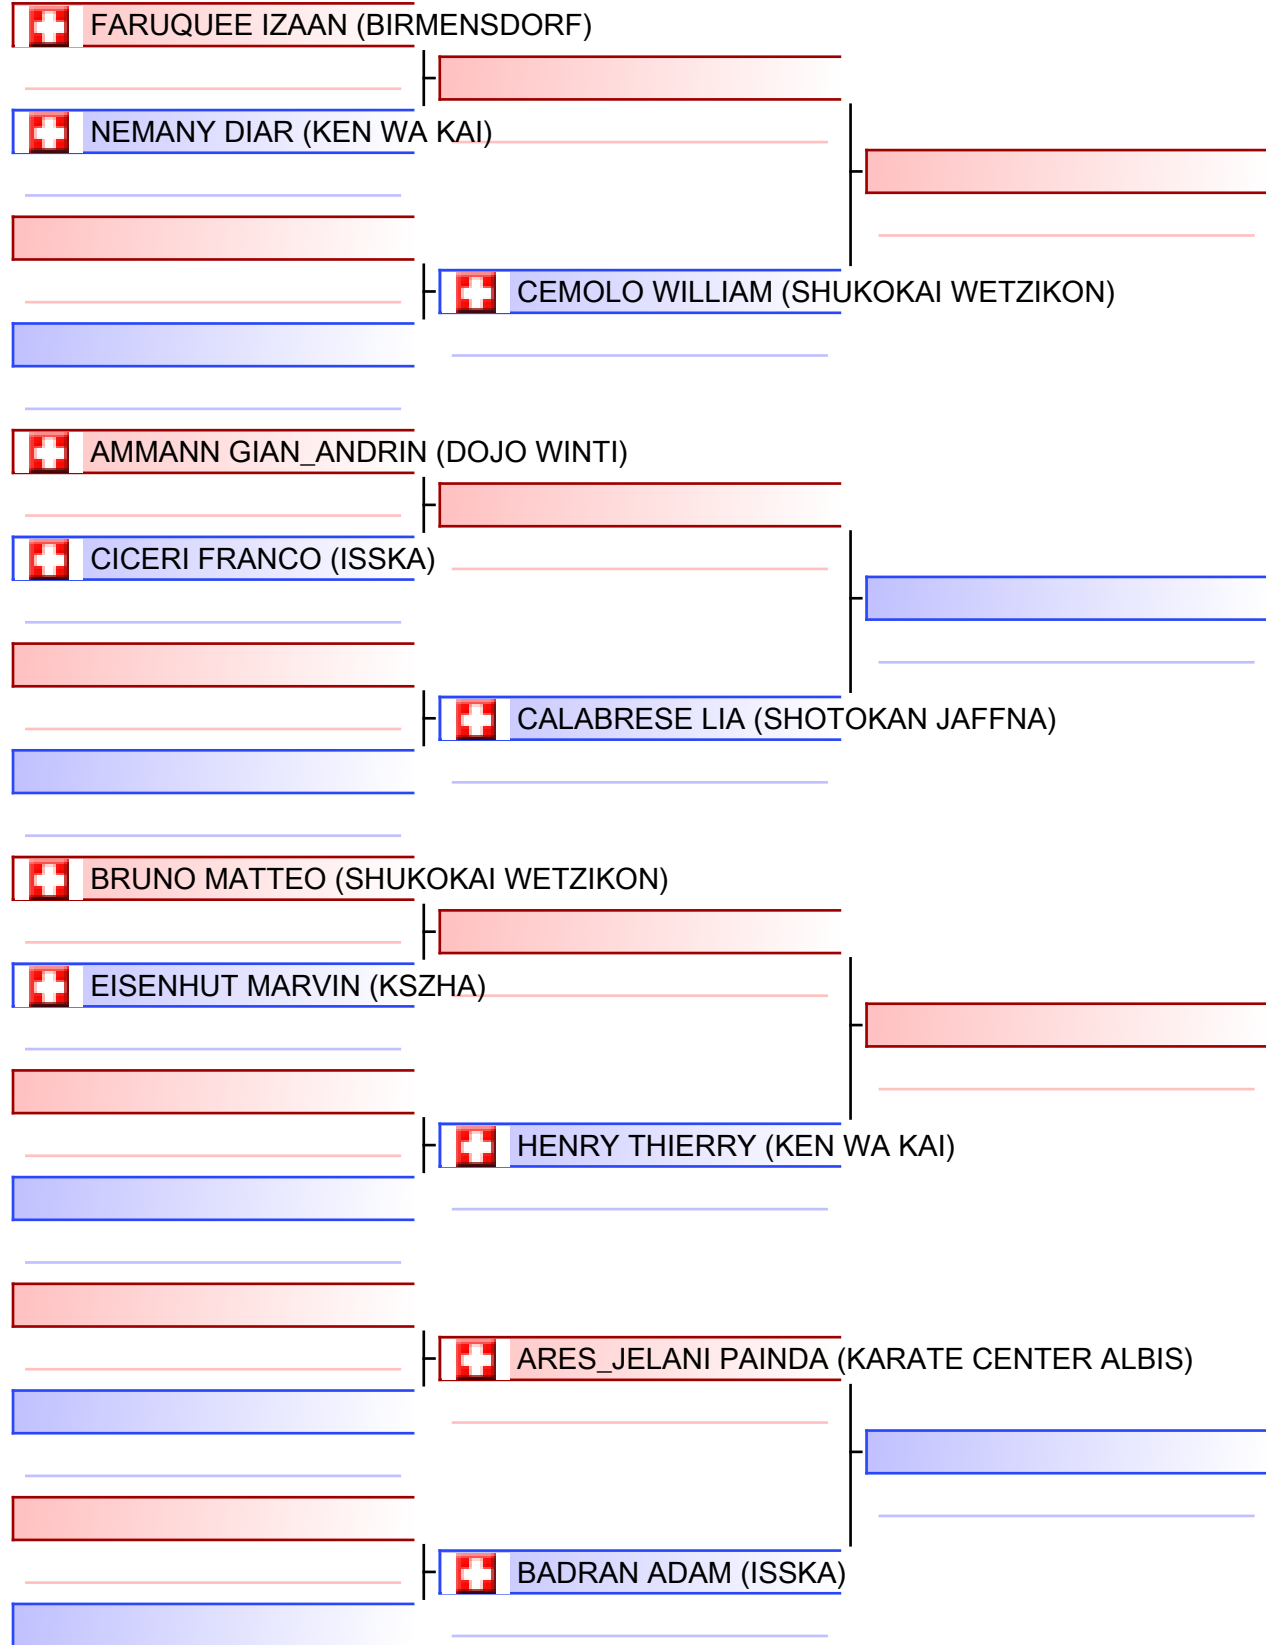 FARUQUEE IZAAN (BIRMENSDORF)
NEMANY DIAR (KEN WA KAI)
CEMOLO WILLIAM (SHUKOKAI WETZIKON)
AMMANN GIAN_ANDRIN (DOJO WINTI)
CICERI FRANCO (ISSKA)
CALABRESE LIA (SHOTOKAN JAFFNA)
BRUNO MATTEO (SHUKOKAI WETZIKON)
EISENHUT MARVIN (KSZHA)
HENRY THIERRY (KEN WA KAI)
ARES_JELANI PAINDA (KARATE CENTER ALBIS)
BADRAN ADAM (ISSKA)